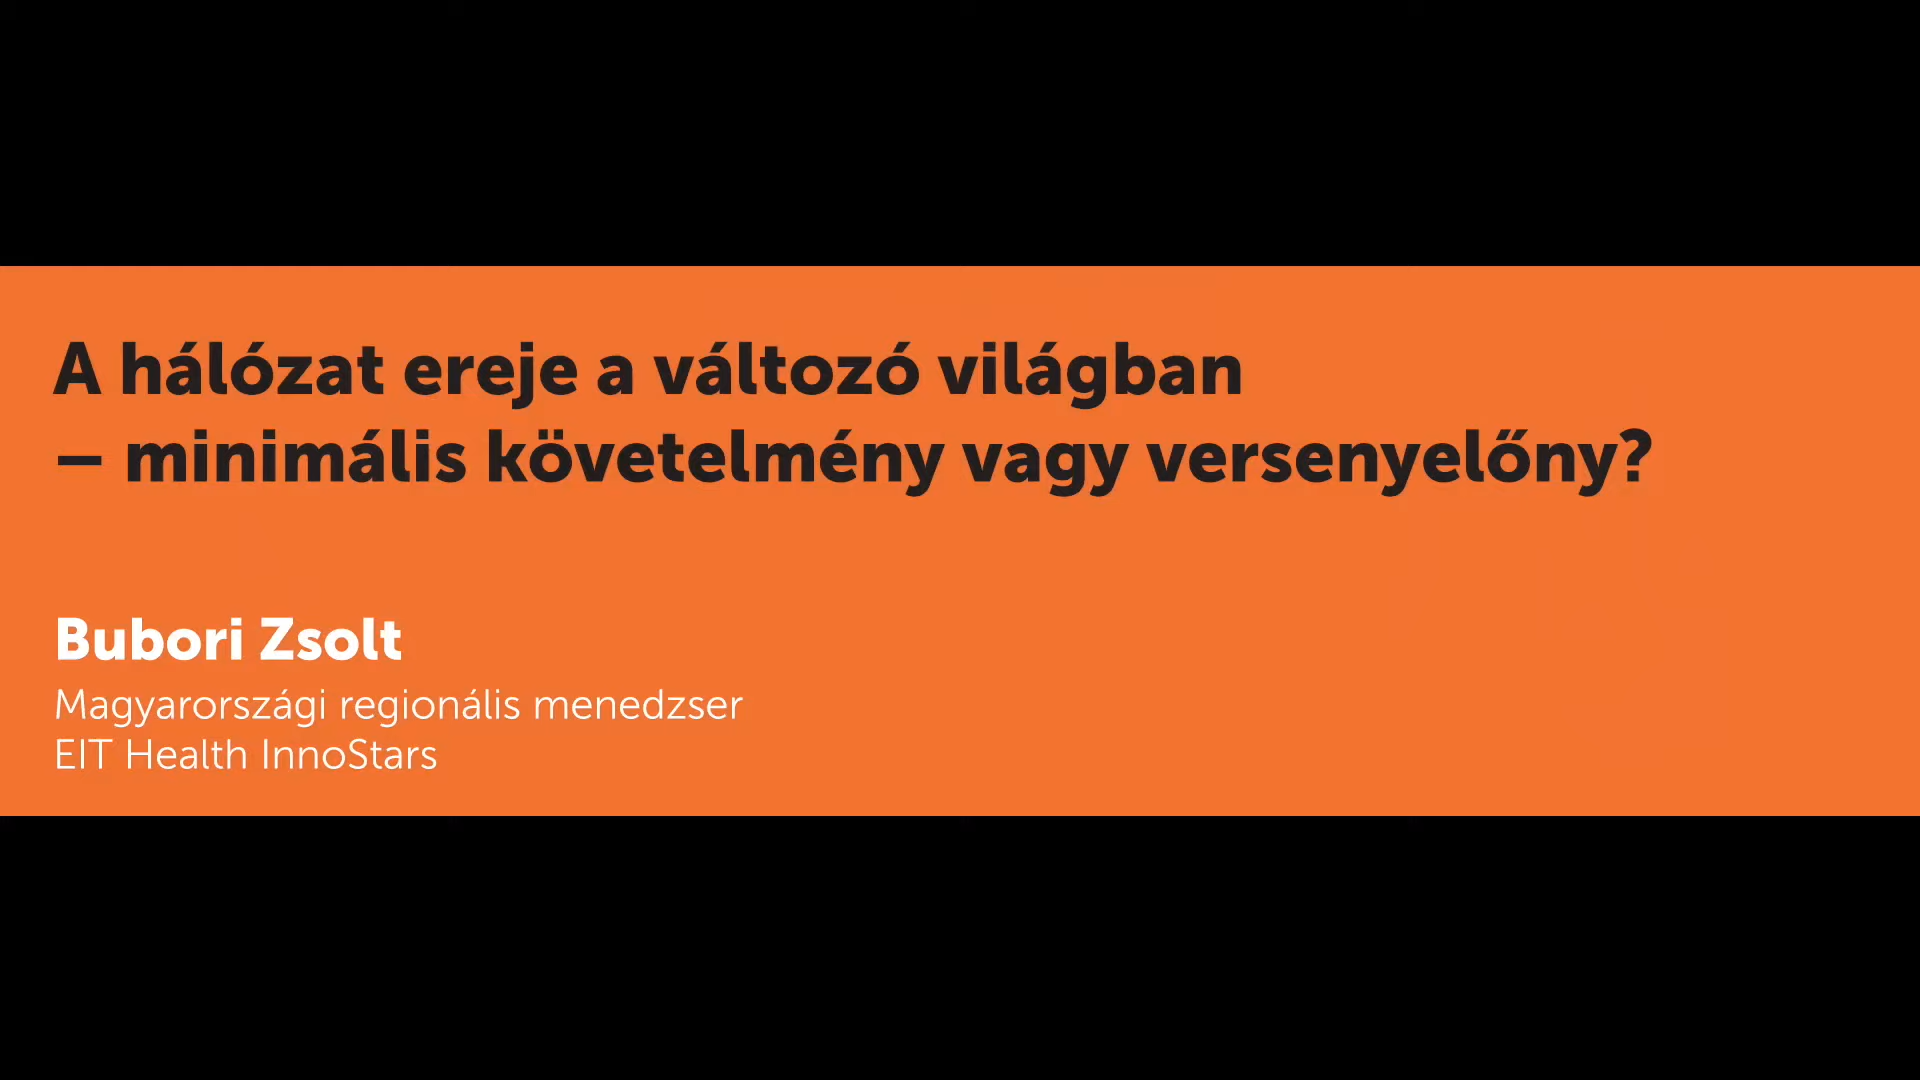 A hálózat ereje a változó világban
– minimális követelmény vagy versenyelőny?
Bubori Zsolt
Magyarországi regionális menedzser
EIT Health InnoStars